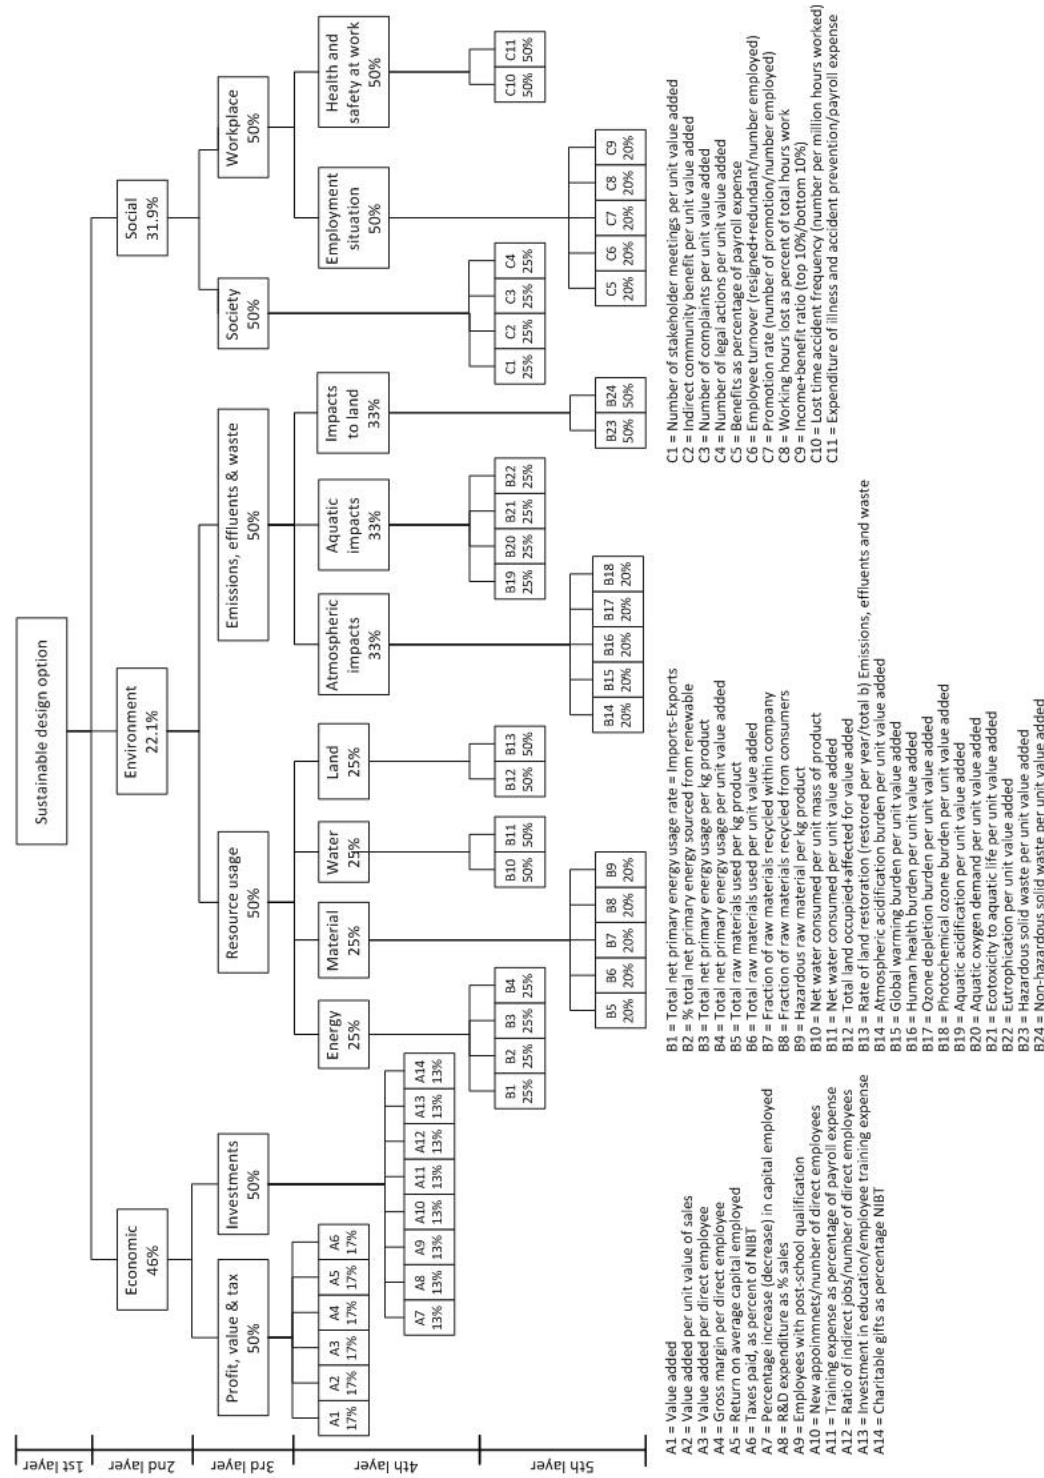 1st layer
2nd layer
3rd layer
4th layer
5th layer
Sustainable design option
Economic
46%
Environment
22.1%
Social
31.9%
Profit, value & tax
50%
Investments
50%
Resource usage
50%
Emissions, effluents & waste
50%
Society
50%
Workplace
50%
A1
17%
A2
17%
A3
17%
A4
17%
A5
17%
A6
17%
A7
13%
A8
13%
A9
13%
A10
13%
A11
13%
A12
13%
A13
13%
A14
13%
Energy
25%
Material
25%
Water
25%
Land
25%
Atmospheric
impacts
33%
Aquatic
impacts
33%
Impacts
to land
33%
Employment
situation
50%
Health and
safety at work
50%
B1
25%
B2
25%
B3
25%
B4
25%
B10
50%
B11
50%
B12
50%
B13
50%
B19
25%
B20
25%
B21
25%
B22
25%
C1
25%
C2
25%
C3
25%
C4
25%
C10
50%
C11
50%
B5
20%
B6
20%
B7
20%
B8
20%
B9
20%
B14
20%
B15
20%
B16
20%
B17
20%
B18
20%
B23
50%
B24
50%
C5
20%
C6
20%
C7
20%
C8
20%
C9
20%
A1 = Value added
A2 = Value added per unit value of sales
A3 = Value added per direct employee
A4 = Gross margin per direct employee
A5 = Return on average capital employed
A6 = Taxes paid, as percent of NIBT
A7 = Percentage increase (decrease) in capital employed
A8 = R&D expenditure as % sales
A9 = Employees with post-school qualification
A10 = New appoinmnets/number of direct employees
A11 = Training expense as percentage of payroll expense
A12 = Ratio of indirect jobs/number of direct employees
A13 = Investment in education/employee training expense
A14 = Charitable gifts as percentage NIBT
B1 = Total net primary energy usage rate = Imports-Exports
B2 = % total net primary energy sourced from renewable
B3 = Total net primary energy usage per kg product
B4 = Total net primary energy usage per unit value added
B5 = Total raw materials used per kg product
B6 = Total raw materials used per unit value added
B7 = Fraction of raw materials recycled within company
B8 = Fraction of raw materials recycled from consumers
B9 = Hazardous raw material per kg product
B10 = Net water consumed per unit mass of product
B11 = Net water consumed per unit value added
B12 = Total land occupied+affected for value added
B13 = Rate of land restoration (restored per year/total b) Emissions, effluents and waste
B14 = Atmospheric acidification burden per unit value added
B15 = Global warming burden per unit value added
B16 = Human health burden per unit value added
B17 = Ozone depletion burden per unit value added
B18 = Photochemical ozone burden per unit value added
B19 = Aquatic acidification per unit value added
B20 = Aquatic oxygen demand per unit value added
B21 = Ecotoxicity to aquatic life per unit value added
B22 = Eutrophication per unit value added
B23 = Hazardous solid waste per unit value added
B24 = Non-hazardous solid waste per unit value added
C1 = Number of stakeholder meetings per unit value added
C2 = Indirect community benefit per unit value added
C3 = Number of complaints per unit value added
C4 = Number of legal actions per unit value added
C5 = Benefits as percentage of payroll expense
C6 = Employee turnover (resigned+redundant/number employed)
C7 = Promotion rate (number of promotion/number employed)
C8 = Working hours lost as percent of total hours work
C9 = Income+benefit ratio (top 10%/bottom 10%)
C10 = Lost time accident frequency (number per million hours worked)
C11 = Expenditure of illness and accident prevention/payroll expense